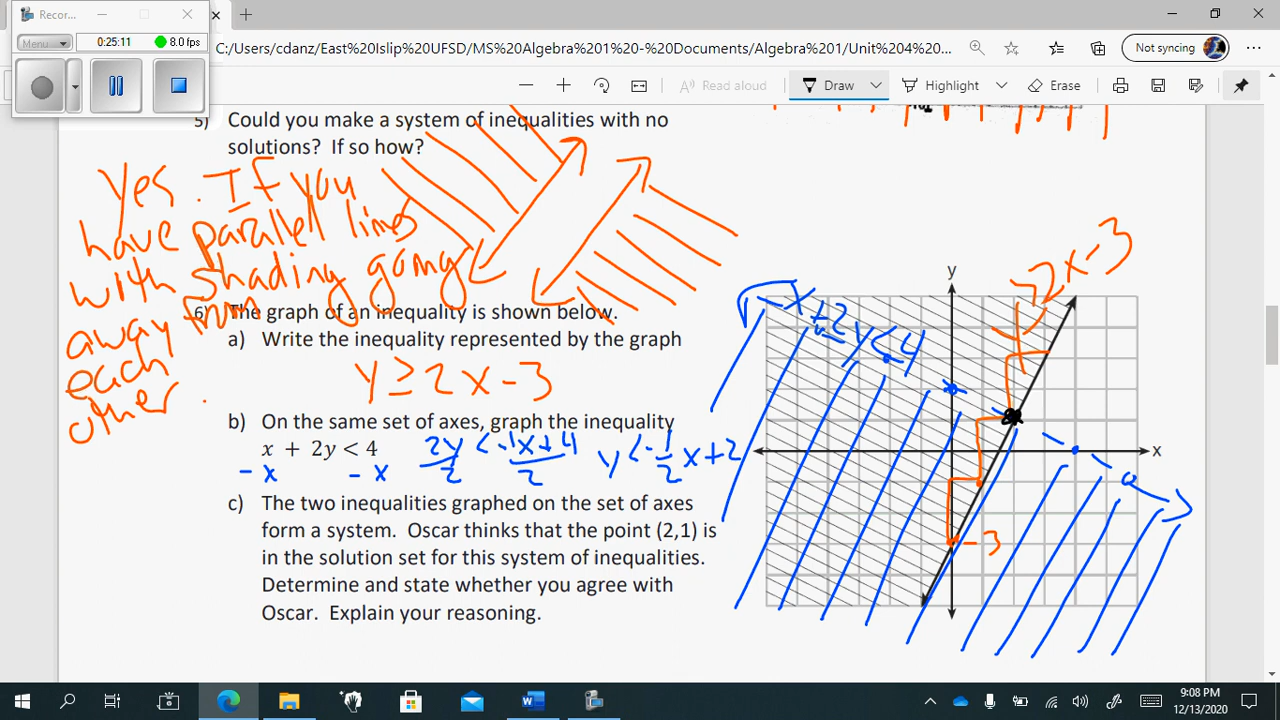 Recor...
Menu
0:25:11
8.0 fps
C:/Users/cdanz/East%20Islip%20UFSD/MS%20Algebra%201%20-%20Documents/Algebra%201/Unit%204%20...
Not syncing
Read aloud
Draw
Highlight
Erase
5) Could you make a system of inequalities with no
solutions? If so how?
Yes. If you
have parallel lines
with shading going
away from
each
other.
6) The graph of an inequality is shown below.
a) Write the inequality represented by the graph
y ≥ 2x - 3
b) On the same set of axes, graph the inequality
x + 2y < 4
-x -x
2y/2 < -1x+4/2
y < -1/2x+2
c) The two inequalities graphed on the set of axes
form a system. Oscar thinks that the point (2,1) is
in the solution set for this system of inequalities.
Determine and state whether you agree with
Oscar. Explain your reasoning.
y
x
y ≥ 2x - 3
x+2y<4
-3
9:08 PM
12/13/2020